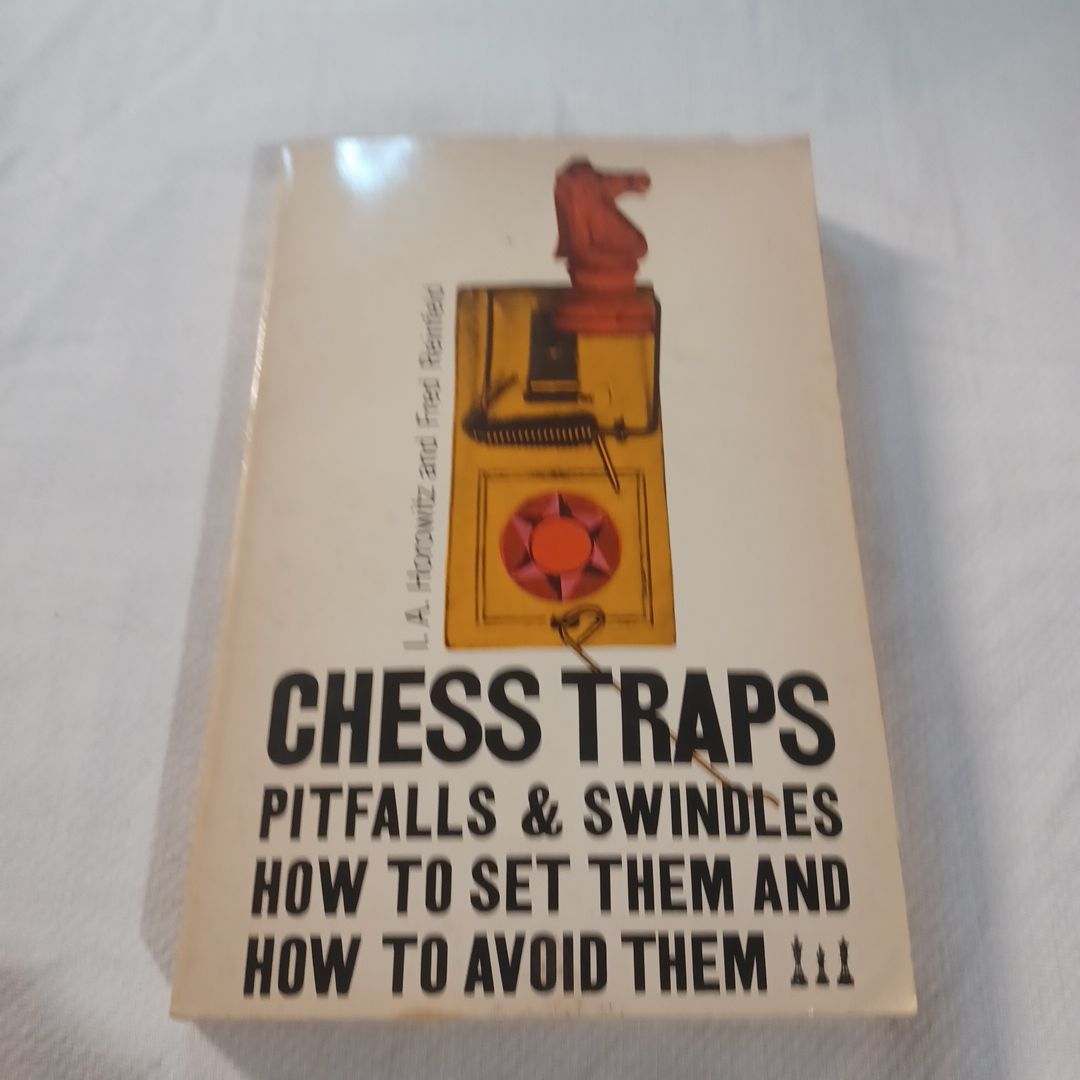 I. A. Horowitz and Fred Reinfeld
CHESS TRAPS
PITFALLS & SWINDLES
HOW TO SET THEM AND
HOW TO AVOID THEM